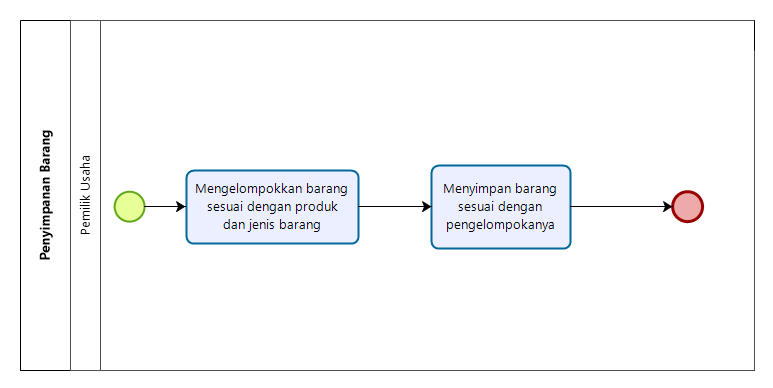 Penyimpanan Barang
Pemilik Usaha
Mengelompokkan barang
sesuai dengan produk
dan jenis barang
Menyimpan barang
sesuai dengan
pengelompokanya